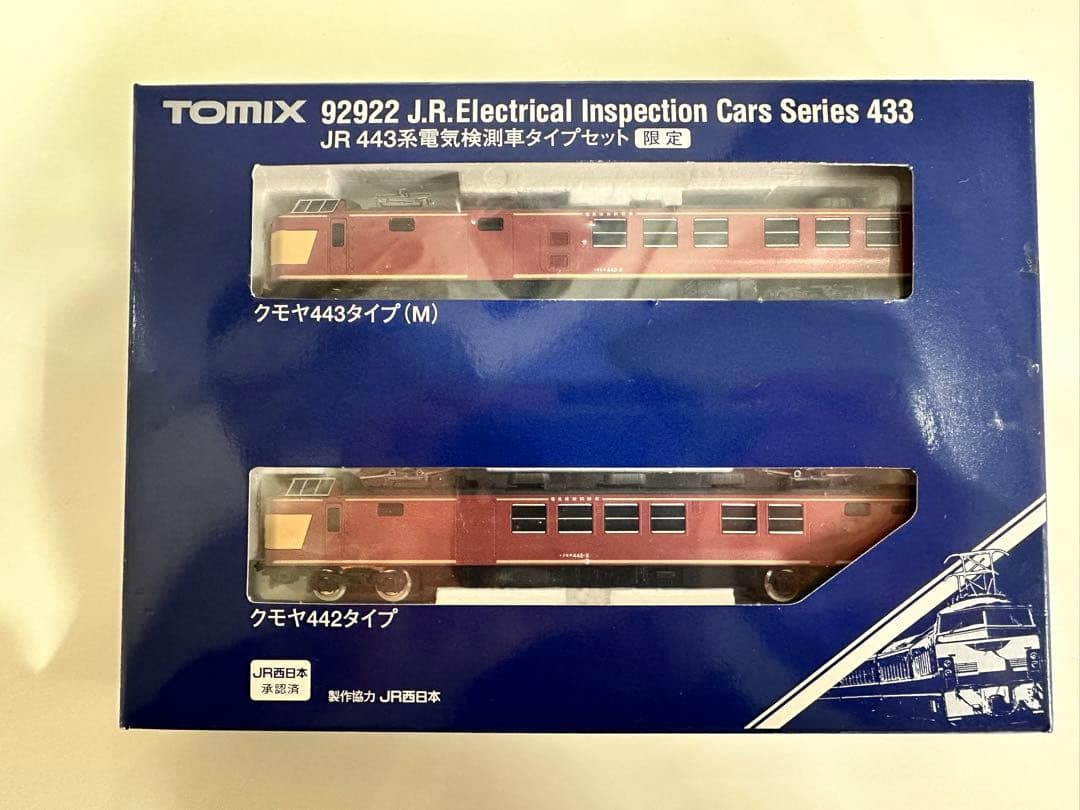 TOMIX 92922 J.R.Electrical Inspection Cars Series 433
JR 443系電気検測車タイプセット 限定
クモヤ443タイプ(M)
クモヤ442タイプ
JR西日本
承認済
製作協力 JR西日本